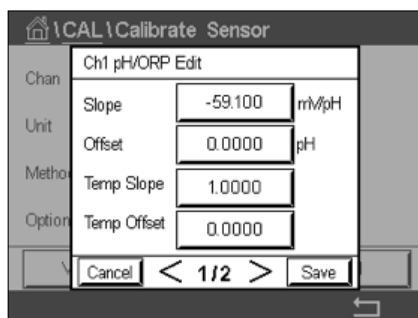 \CAL\Calibrate Sensor
Ch1 pH/ORP Edit
Chan
Slope -59.100 mV/pH
Unit
Offset 0.0000 pH
Temp Slope 1.0000
Option
Temp Offset 0.0000
Cancel < 1/2 > Save